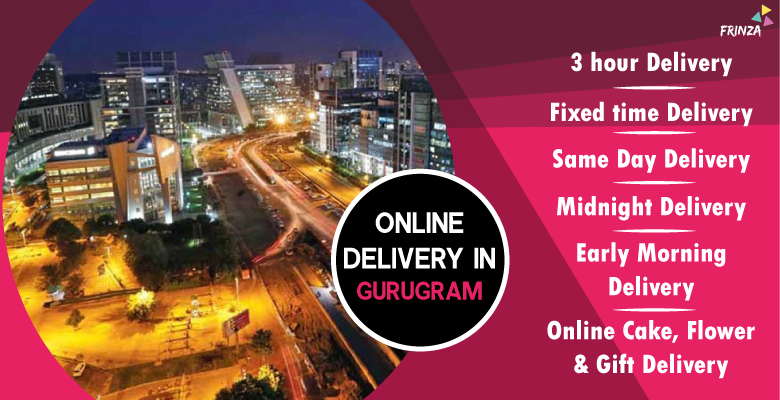 FRINZA
3 hour Delivery
Fixed time Delivery
Same Day Delivery
Midnight Delivery
Early Morning
Delivery
Online Cake, Flower
& Gift Delivery
ONLINE
DELIVERY IN
GURUGRAM